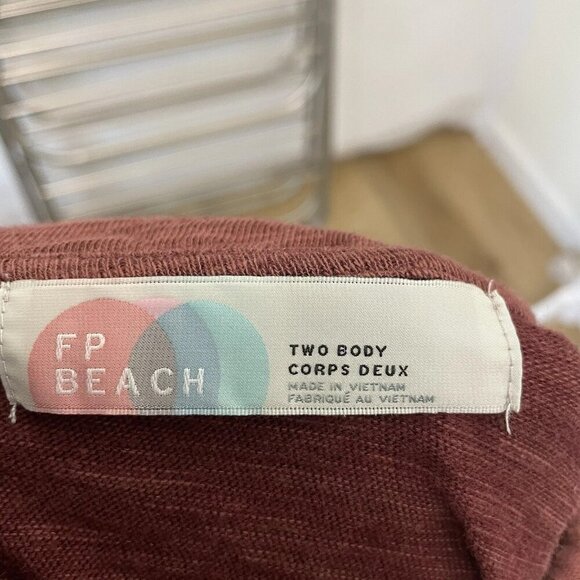 FP
BEACH
TWO BODY
CORPS DEUX
MADE IN VIETNAM
FABRIQUÉ AU VIETNAM